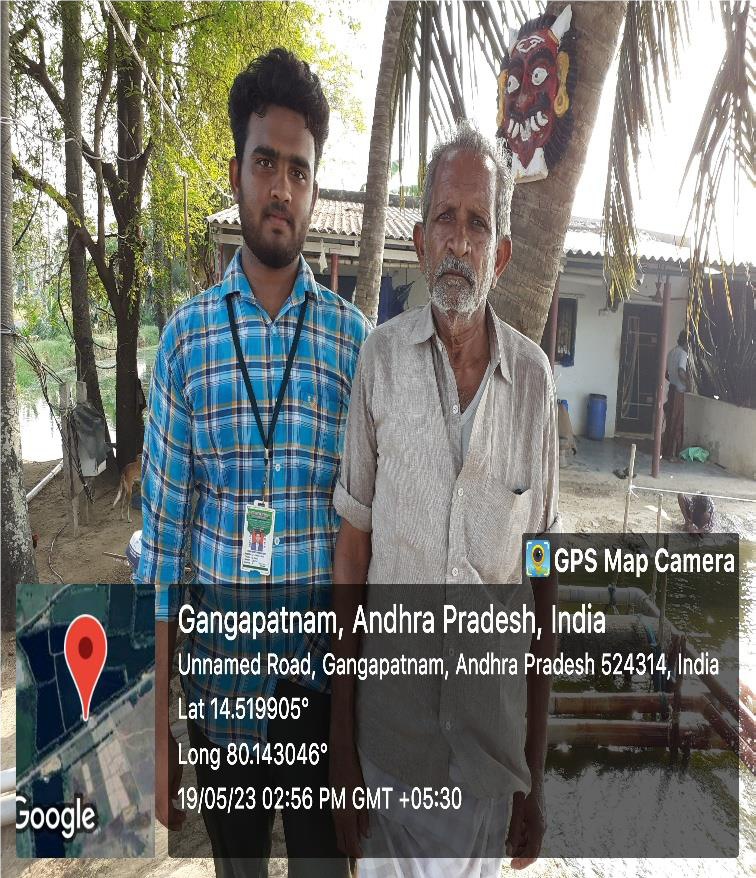 GPS Map Camera
Gangapatnam, Andhra Pradesh, India
Unnamed Road, Gangapatnam, Andhra Pradesh 524314, India
Lat 14.519905°
Long 80.143046°
19/05/23 02:56 PM GMT +05:30
Google